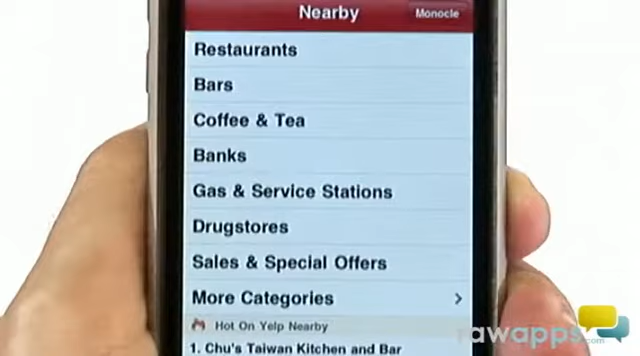 Nearby
Monocle
Restaurants
Bars
Coffee & Tea
Banks
Gas & Service Stations
Drugstores
Sales & Special Offers
More Categories
Hot On Yelp Nearby
1. Chu's Taiwan Kitchen and Bar
rawapps.com